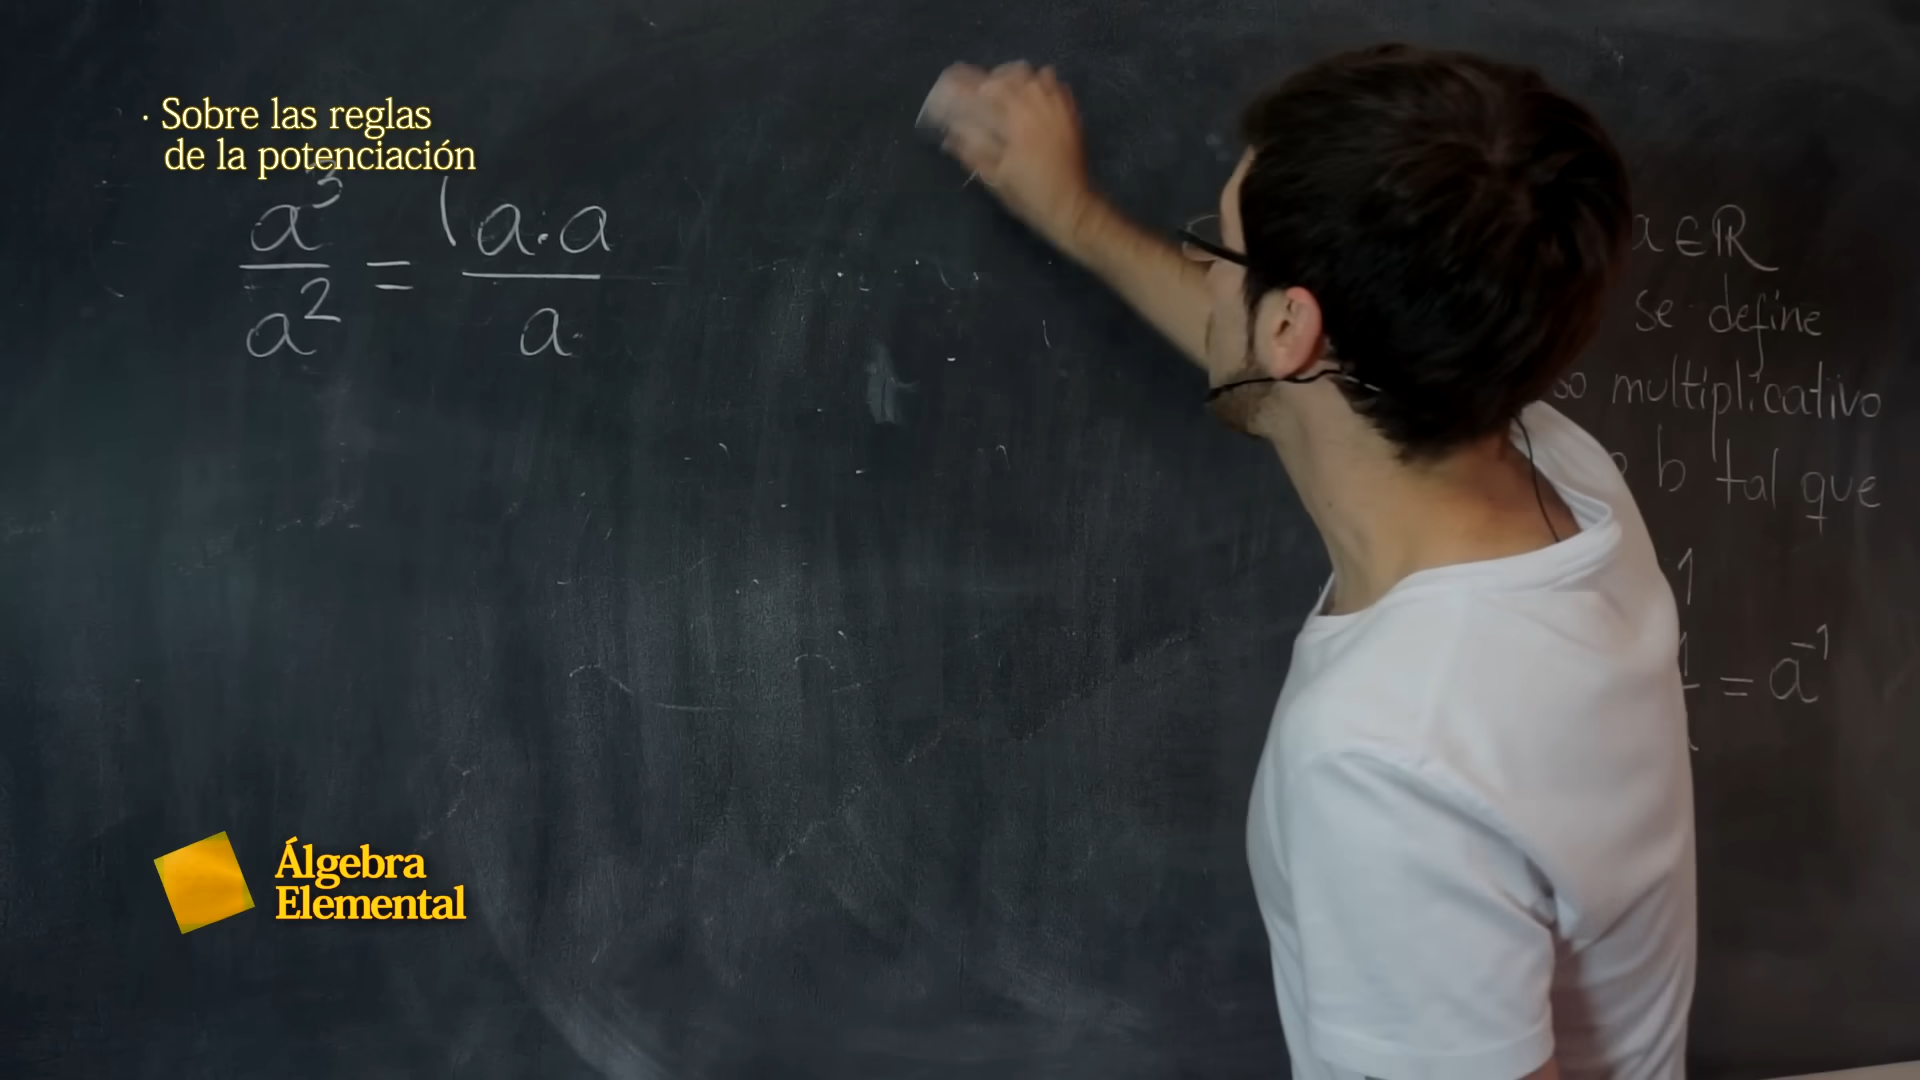 · Sobre las reglas
de la potenciación
a³/a² = (a·a/a
a ∈ ℝ
se define
multiplicativo
b tal que
1
= a⁻¹
Álgebra
Elemental